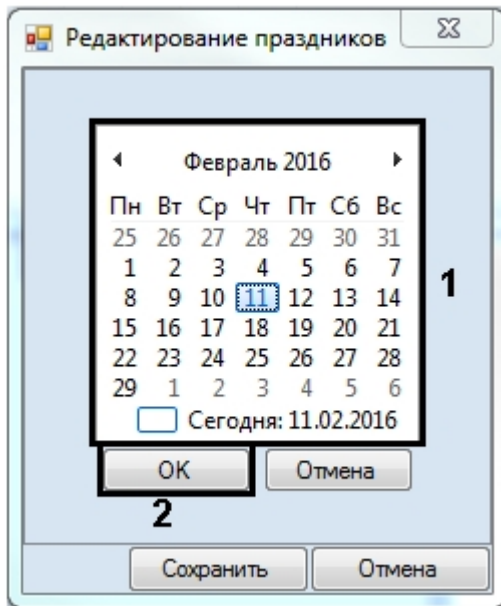 Редактирование праздников
Февраль 2016
Пн Вт Ср Чт Пт Сб Вс
25 26 27 28 29 30 31
1 2 3 4 5 6 7
1
8 9 10 11 12 13 14
15 16 17 18 19 20 21
22 23 24 25 26 27 28
29 1 2 3 4 5 6
Сегодня: 11.02.2016
OK Отмена
2
Сохранить Отмена